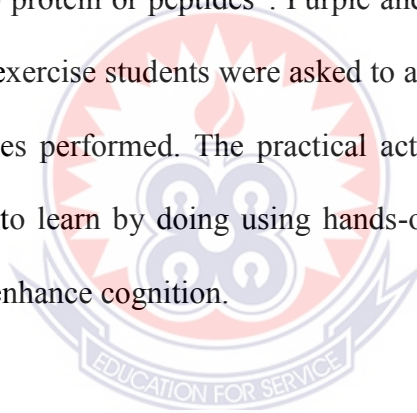 protein or peptides”. Purple and
exercise students were asked to a
es performed. The practical act
to learn by doing using hands-o
enhance cognition.
EDUCATION FOR SERVICE